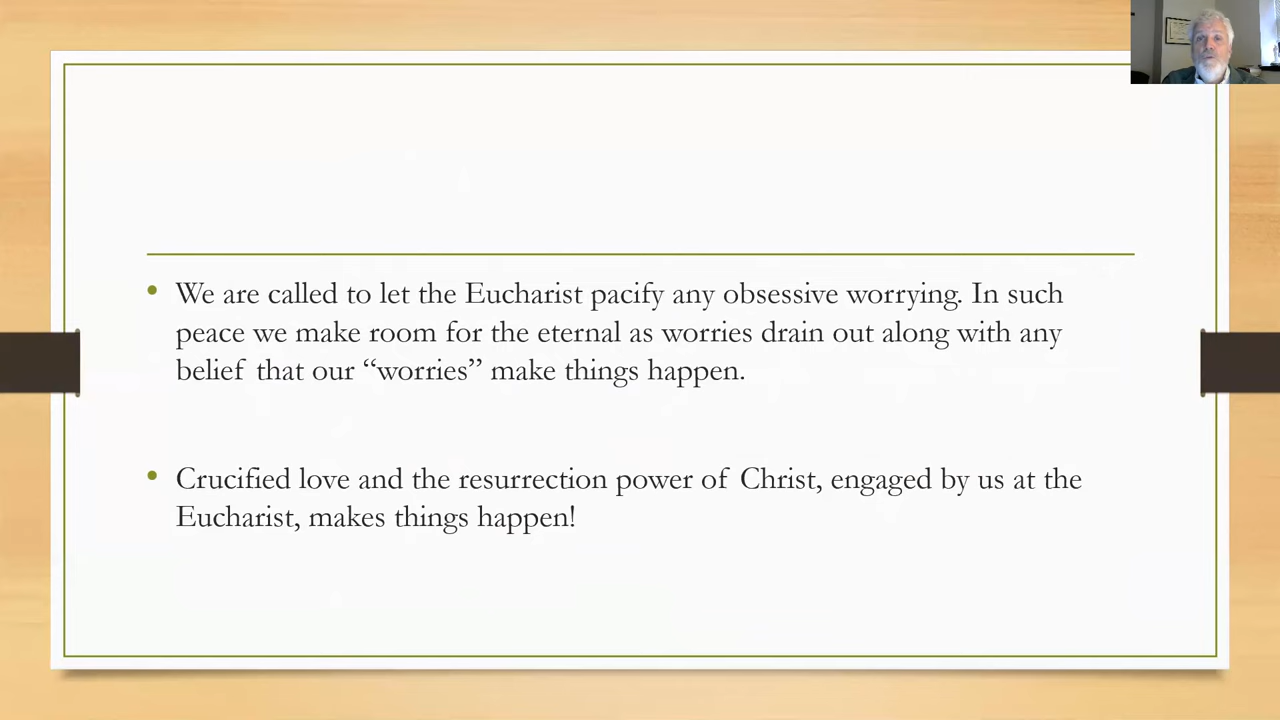 We are called to let the Eucharist pacify any obsessive worrying. In such
peace we make room for the eternal as worries drain out along with any
belief that our “worries” make things happen.
Crucified love and the resurrection power of Christ, engaged by us at the
Eucharist, makes things happen!